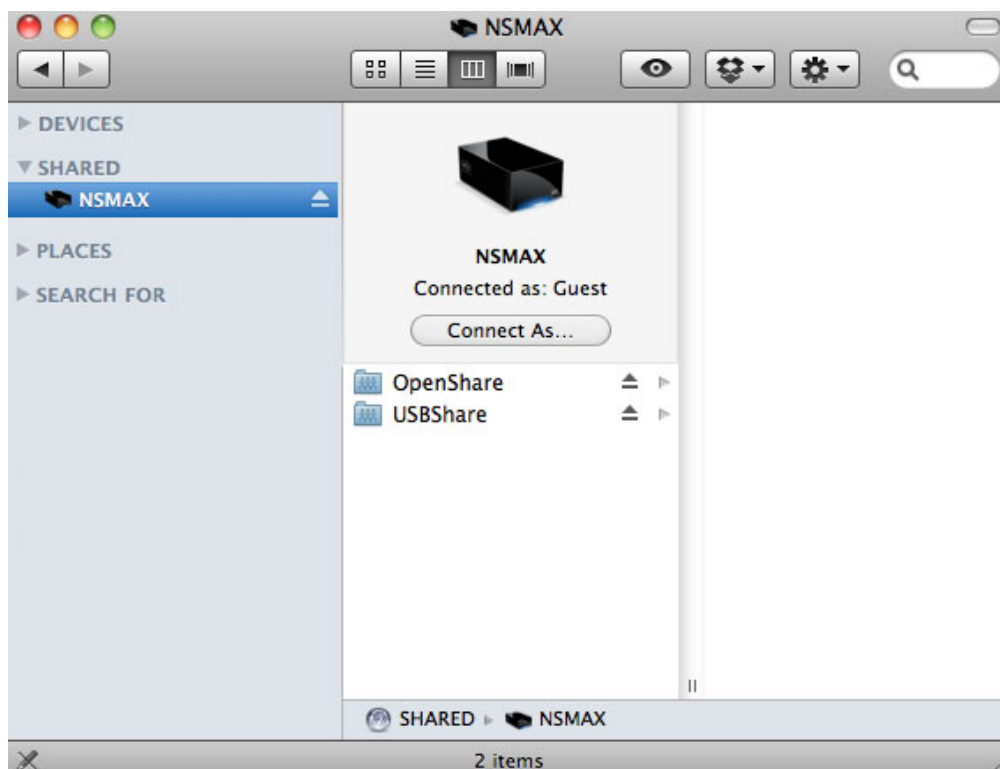 NSMAX
DEVICES
SHARED
NSMAX
PLACES
SEARCH FOR
NSMAX
Connected as: Guest
Connect As...
OpenShare
USBShare
SHARED NSMAX
2 items